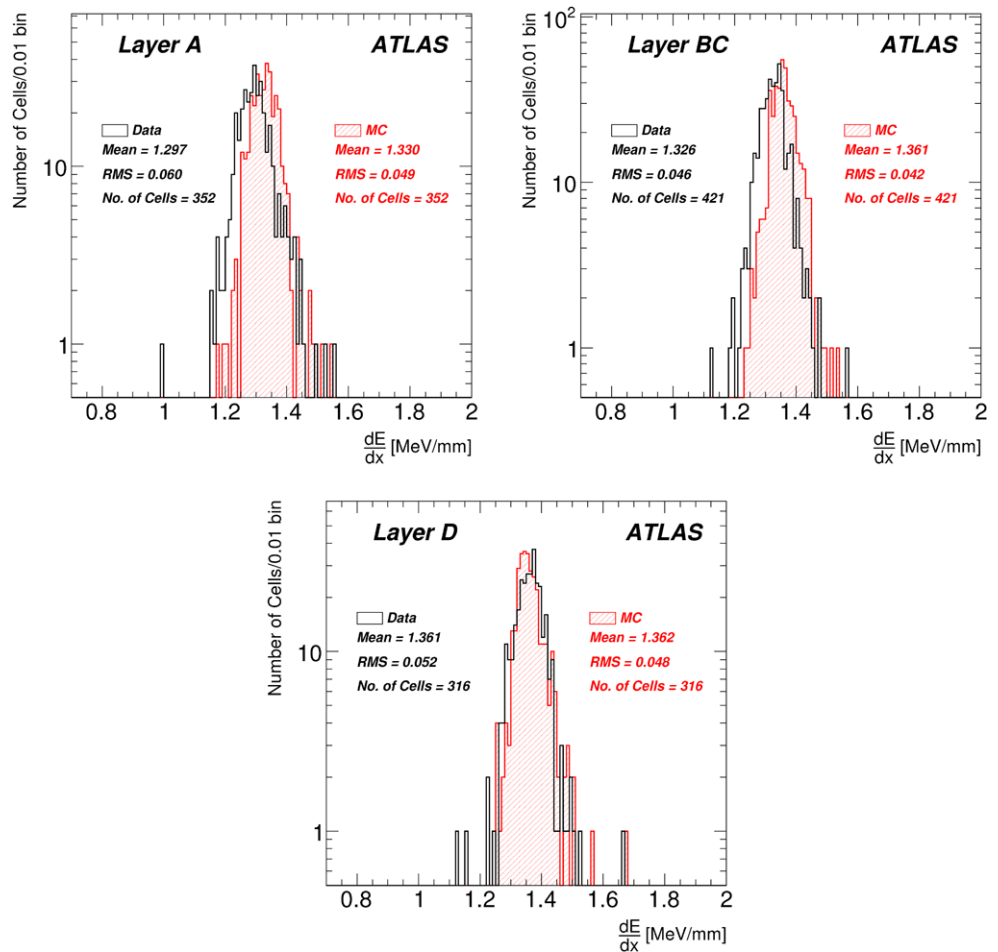 Layer A ATLAS
Number of Cells/0.01 bin
Data MC
Mean = 1.297 Mean = 1.330
RMS = 0.060 RMS = 0.049
No. of Cells = 352 No. of Cells = 352
10
1
0.8 1 1.2 1.4 1.6 1.8 2
dE
dx [MeV/mm]
10²
Layer BC ATLAS
Number of Cells/0.01 bin
Data MC
Mean = 1.326 Mean = 1.361
RMS = 0.046 RMS = 0.042
No. of Cells = 421 No. of Cells = 421
10
1
0.8 1 1.2 1.4 1.6 1.8 2
dE
dx [MeV/mm]
Layer D ATLAS
Number of Cells/0.01 bin
Data MC
Mean = 1.361 Mean = 1.362
RMS = 0.052 RMS = 0.048
No. of Cells = 316 No. of Cells = 316
10
1
0.8 1 1.2 1.4 1.6 1.8 2
dE
dx [MeV/mm]